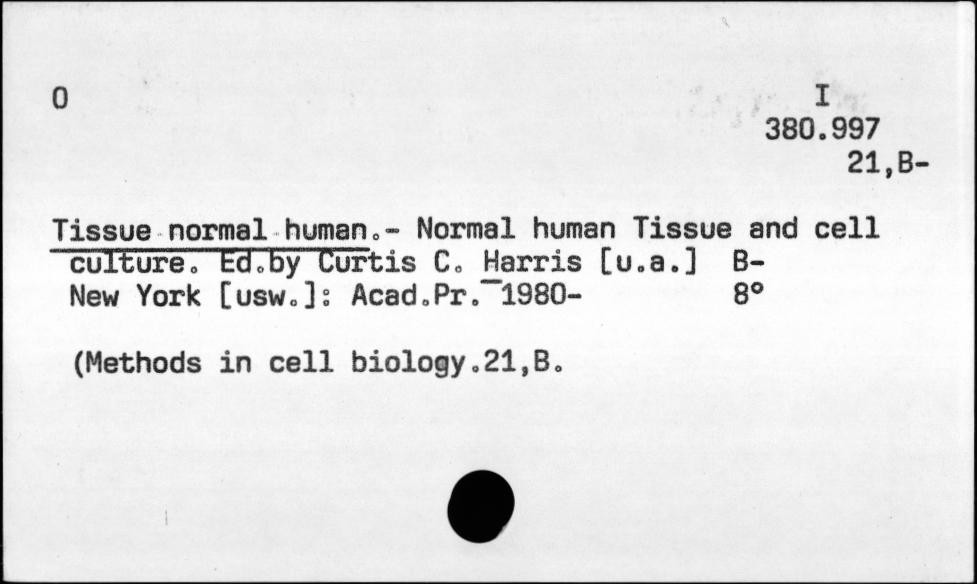 O
I
380.997
21,B-
Tissue normal human.- Normal human Tissue and cell
culture. Ed.by Curtis C. Harris [u.a.] B-
New York [usw.]: Acad.Pr. 1980- 8°
(Methods in cell biology.21,B.